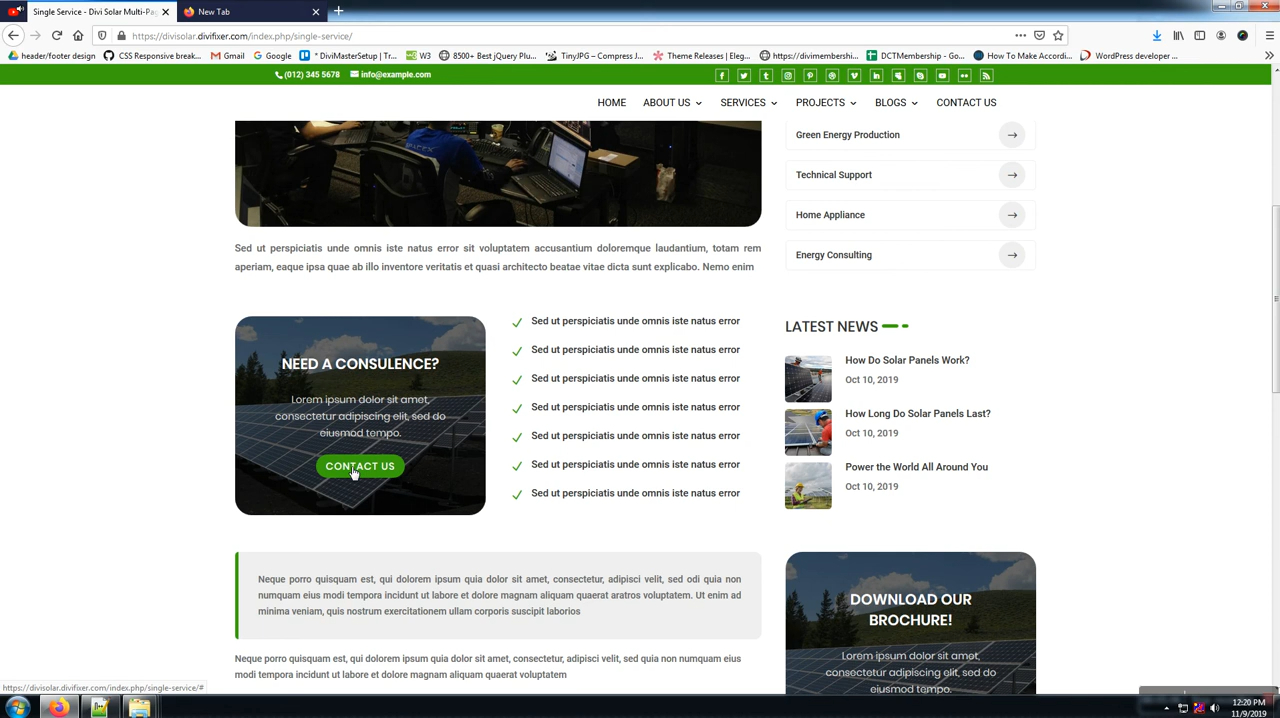 Single Service - Divi Solar Multi-Pa
New Tab
https://divisolar.divifixer.com/index.php/single-service/
header/footer design
CSS Responsive break...
Gmail
Google
* DiviMasterSetup | Tr...
W3
8500+ Best jQuery Plu...
TinyJPG – Compress J...
Theme Releases | Eleg...
https://divimembershi...
DCTMembership - Go...
How To Make Accordi...
WordPress developer ...
(012) 345 5678
info@example.com
HOME
ABOUT US
SERVICES
PROJECTS
BLOGS
CONTACT US
SPACEX
Green Energy Production
Technical Support
Home Appliance
Energy Consulting
Sed ut perspiciatis unde omnis iste natus error sit voluptatem accusantium doloremque laudantium, totam rem
aperiam, eaque ipsa quae ab illo inventore veritatis et quasi architecto beatae vitae dicta sunt explicabo. Nemo enim
NEED A CONSULENCE?
Lorem ipsum dolor sit amet,
consectetur adipiscing elit, sed do
eiusmod tempo.
CONTACT US
Sed ut perspiciatis unde omnis iste natus error
Sed ut perspiciatis unde omnis iste natus error
Sed ut perspiciatis unde omnis iste natus error
Sed ut perspiciatis unde omnis iste natus error
Sed ut perspiciatis unde omnis iste natus error
Sed ut perspiciatis unde omnis iste natus error
Sed ut perspiciatis unde omnis iste natus error
LATEST NEWS
How Do Solar Panels Work?
Oct 10, 2019
How Long Do Solar Panels Last?
Oct 10, 2019
Power the World All Around You
Oct 10, 2019
Neque porro quisquam est, qui dolorem ipsum quia dolor sit amet, consectetur, adipisci velit, sed odi quia non
numquam eius modi tempora incidunt ut labore et dolore magnam aliquam quaerat aratros voluptatem. Ut enim ad
minima veniam, quis nostrum exercitationem ullam corporis suscipit laborios
Neque porro quisquam est, qui dolorem ipsum quia dolor sit amet, consectetur, adipisci velit, sed quia non numquam eius
modi tempora incidunt ut labore et dolore magnam aliquam quaerat voluptatem
DOWNLOAD OUR
BROCHURE!
Lorem ipsum dolor sit amet,
consectetur adipiscing elit, sed do
eiusmod tempo.
https://divisolar.divifixer.com/index.php/single-service/#
12:20 PM
11/9/2019